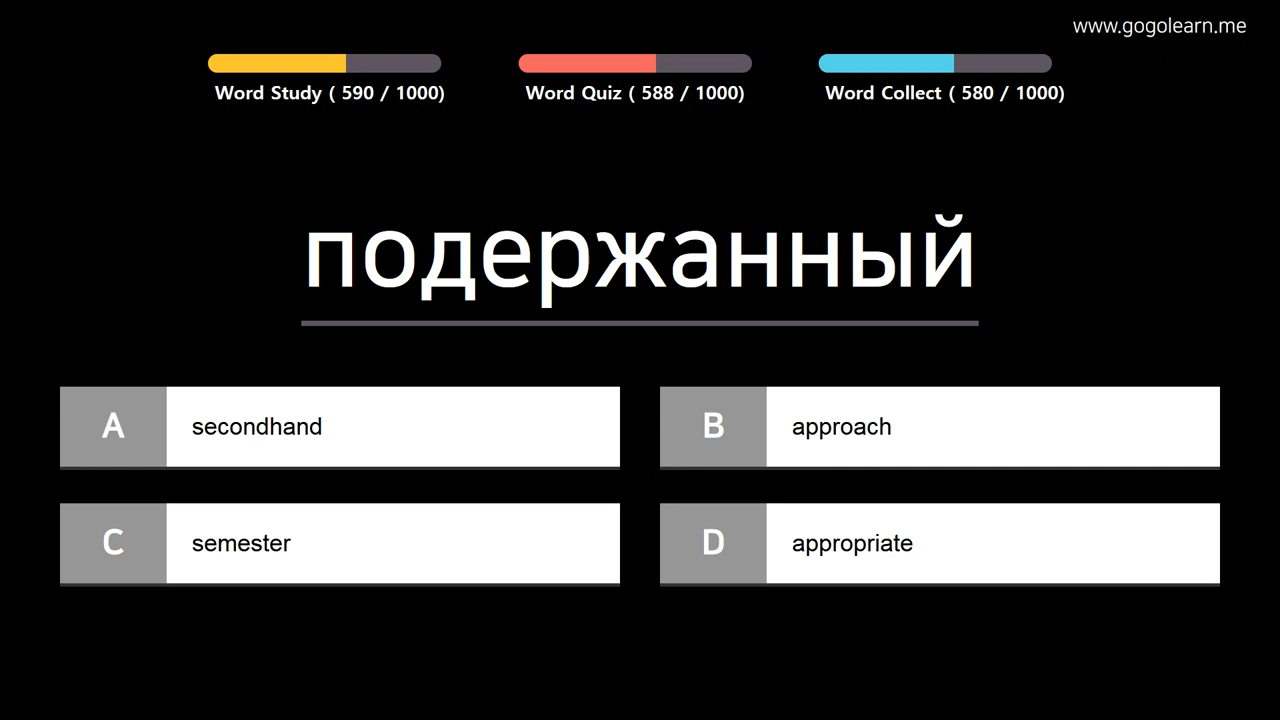 www.gogolearn.me
Word Study ( 590 / 1000)
Word Quiz ( 588 / 1000)
Word Collect ( 580 / 1000)
подержанный
A secondhand
B approach
C semester
D appropriate